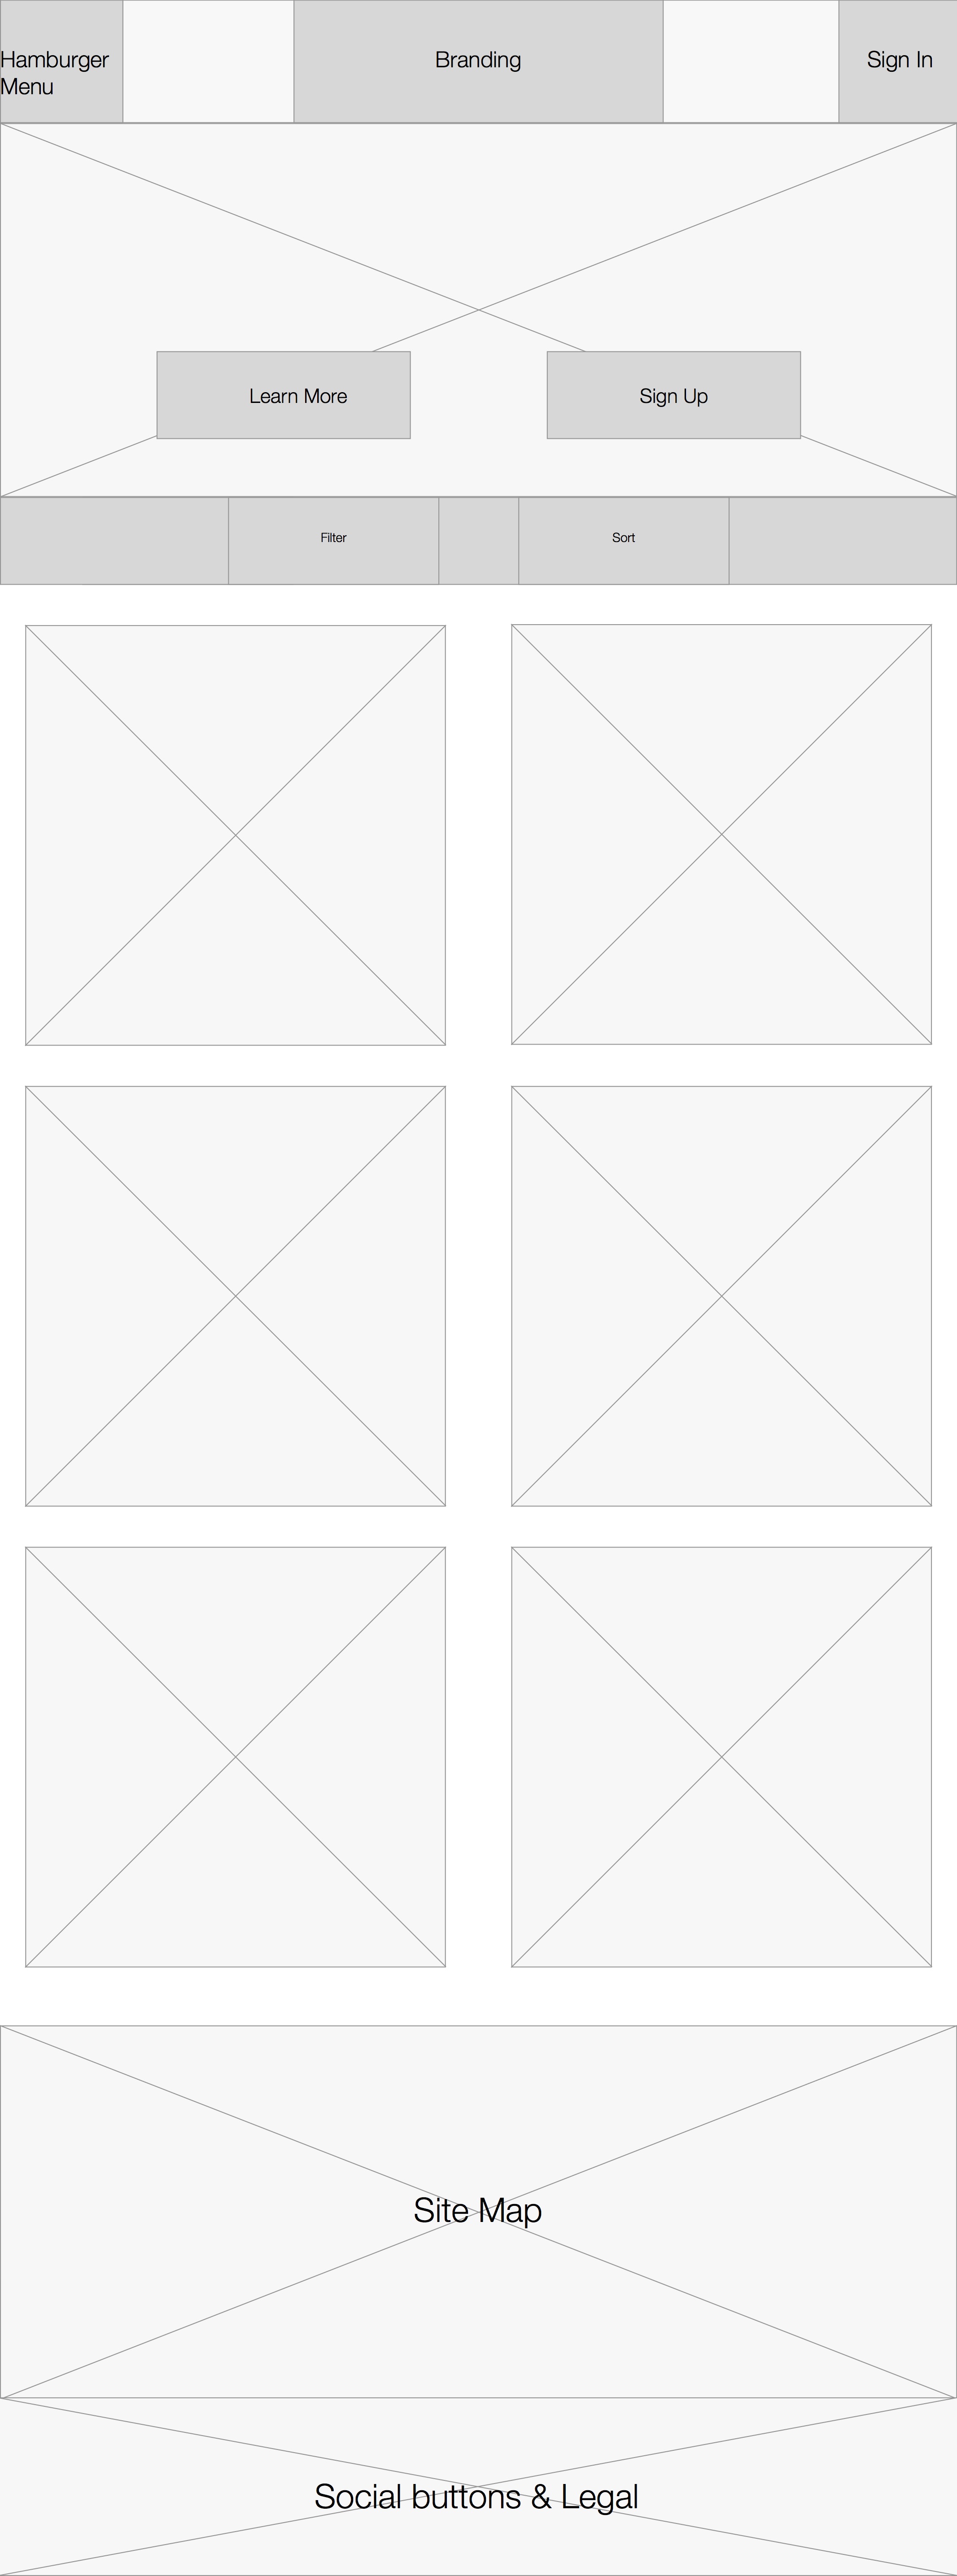 Hamburger
Menu
Branding
Sign In
Learn More
Sign Up
Filter
Sort
Site Map
Social buttons & Legal